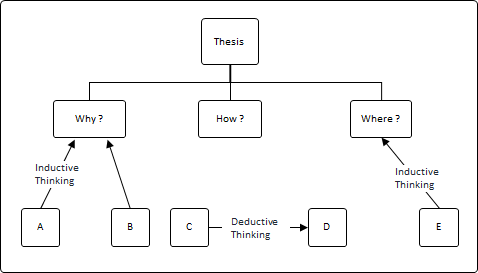 Thesis
Why ?
How ?
Where ?
Inductive
Thinking
Inductive
Thinking
A
B
C
Deductive
Thinking
D
E